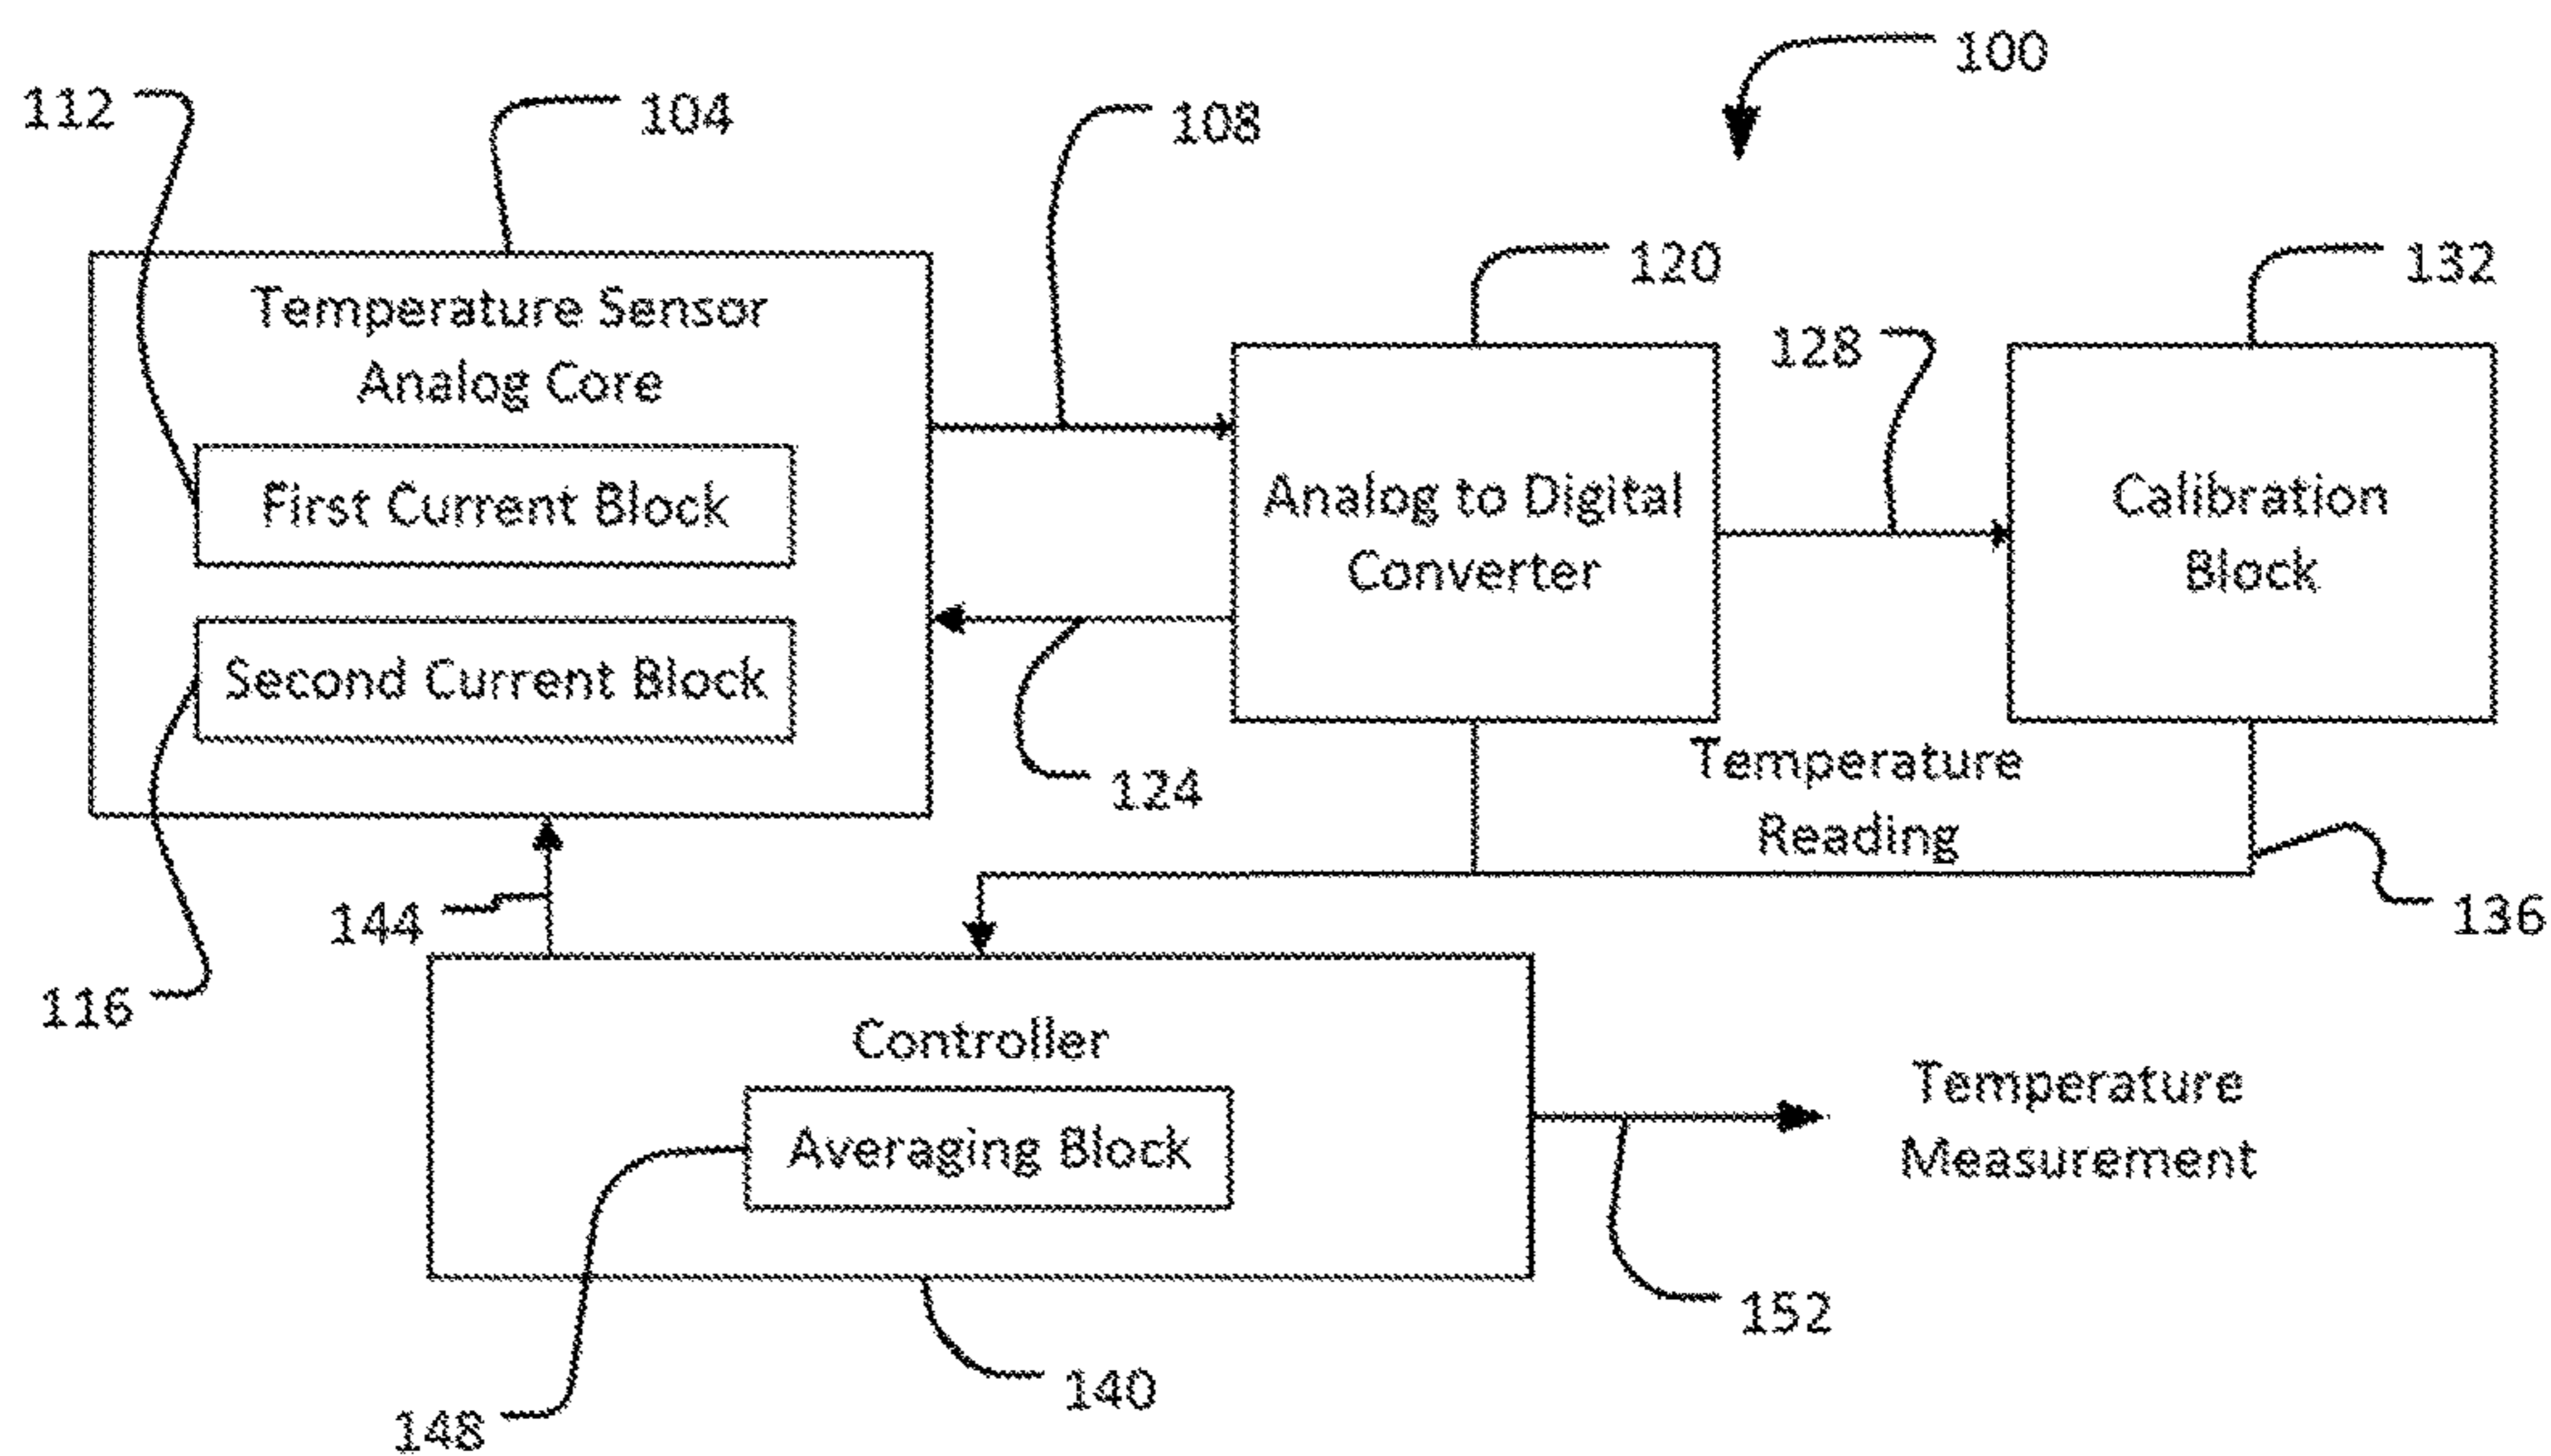 100
112
104
108
120
132
128
Temperature Sensor
Analog Core
First Current Block
Second Current Block
Analog to Digital
Converter
Calibration
Block
124
Temperature
Reading
144
136
116
Controller
Averaging Block
Temperature
Measurement
152
140
148